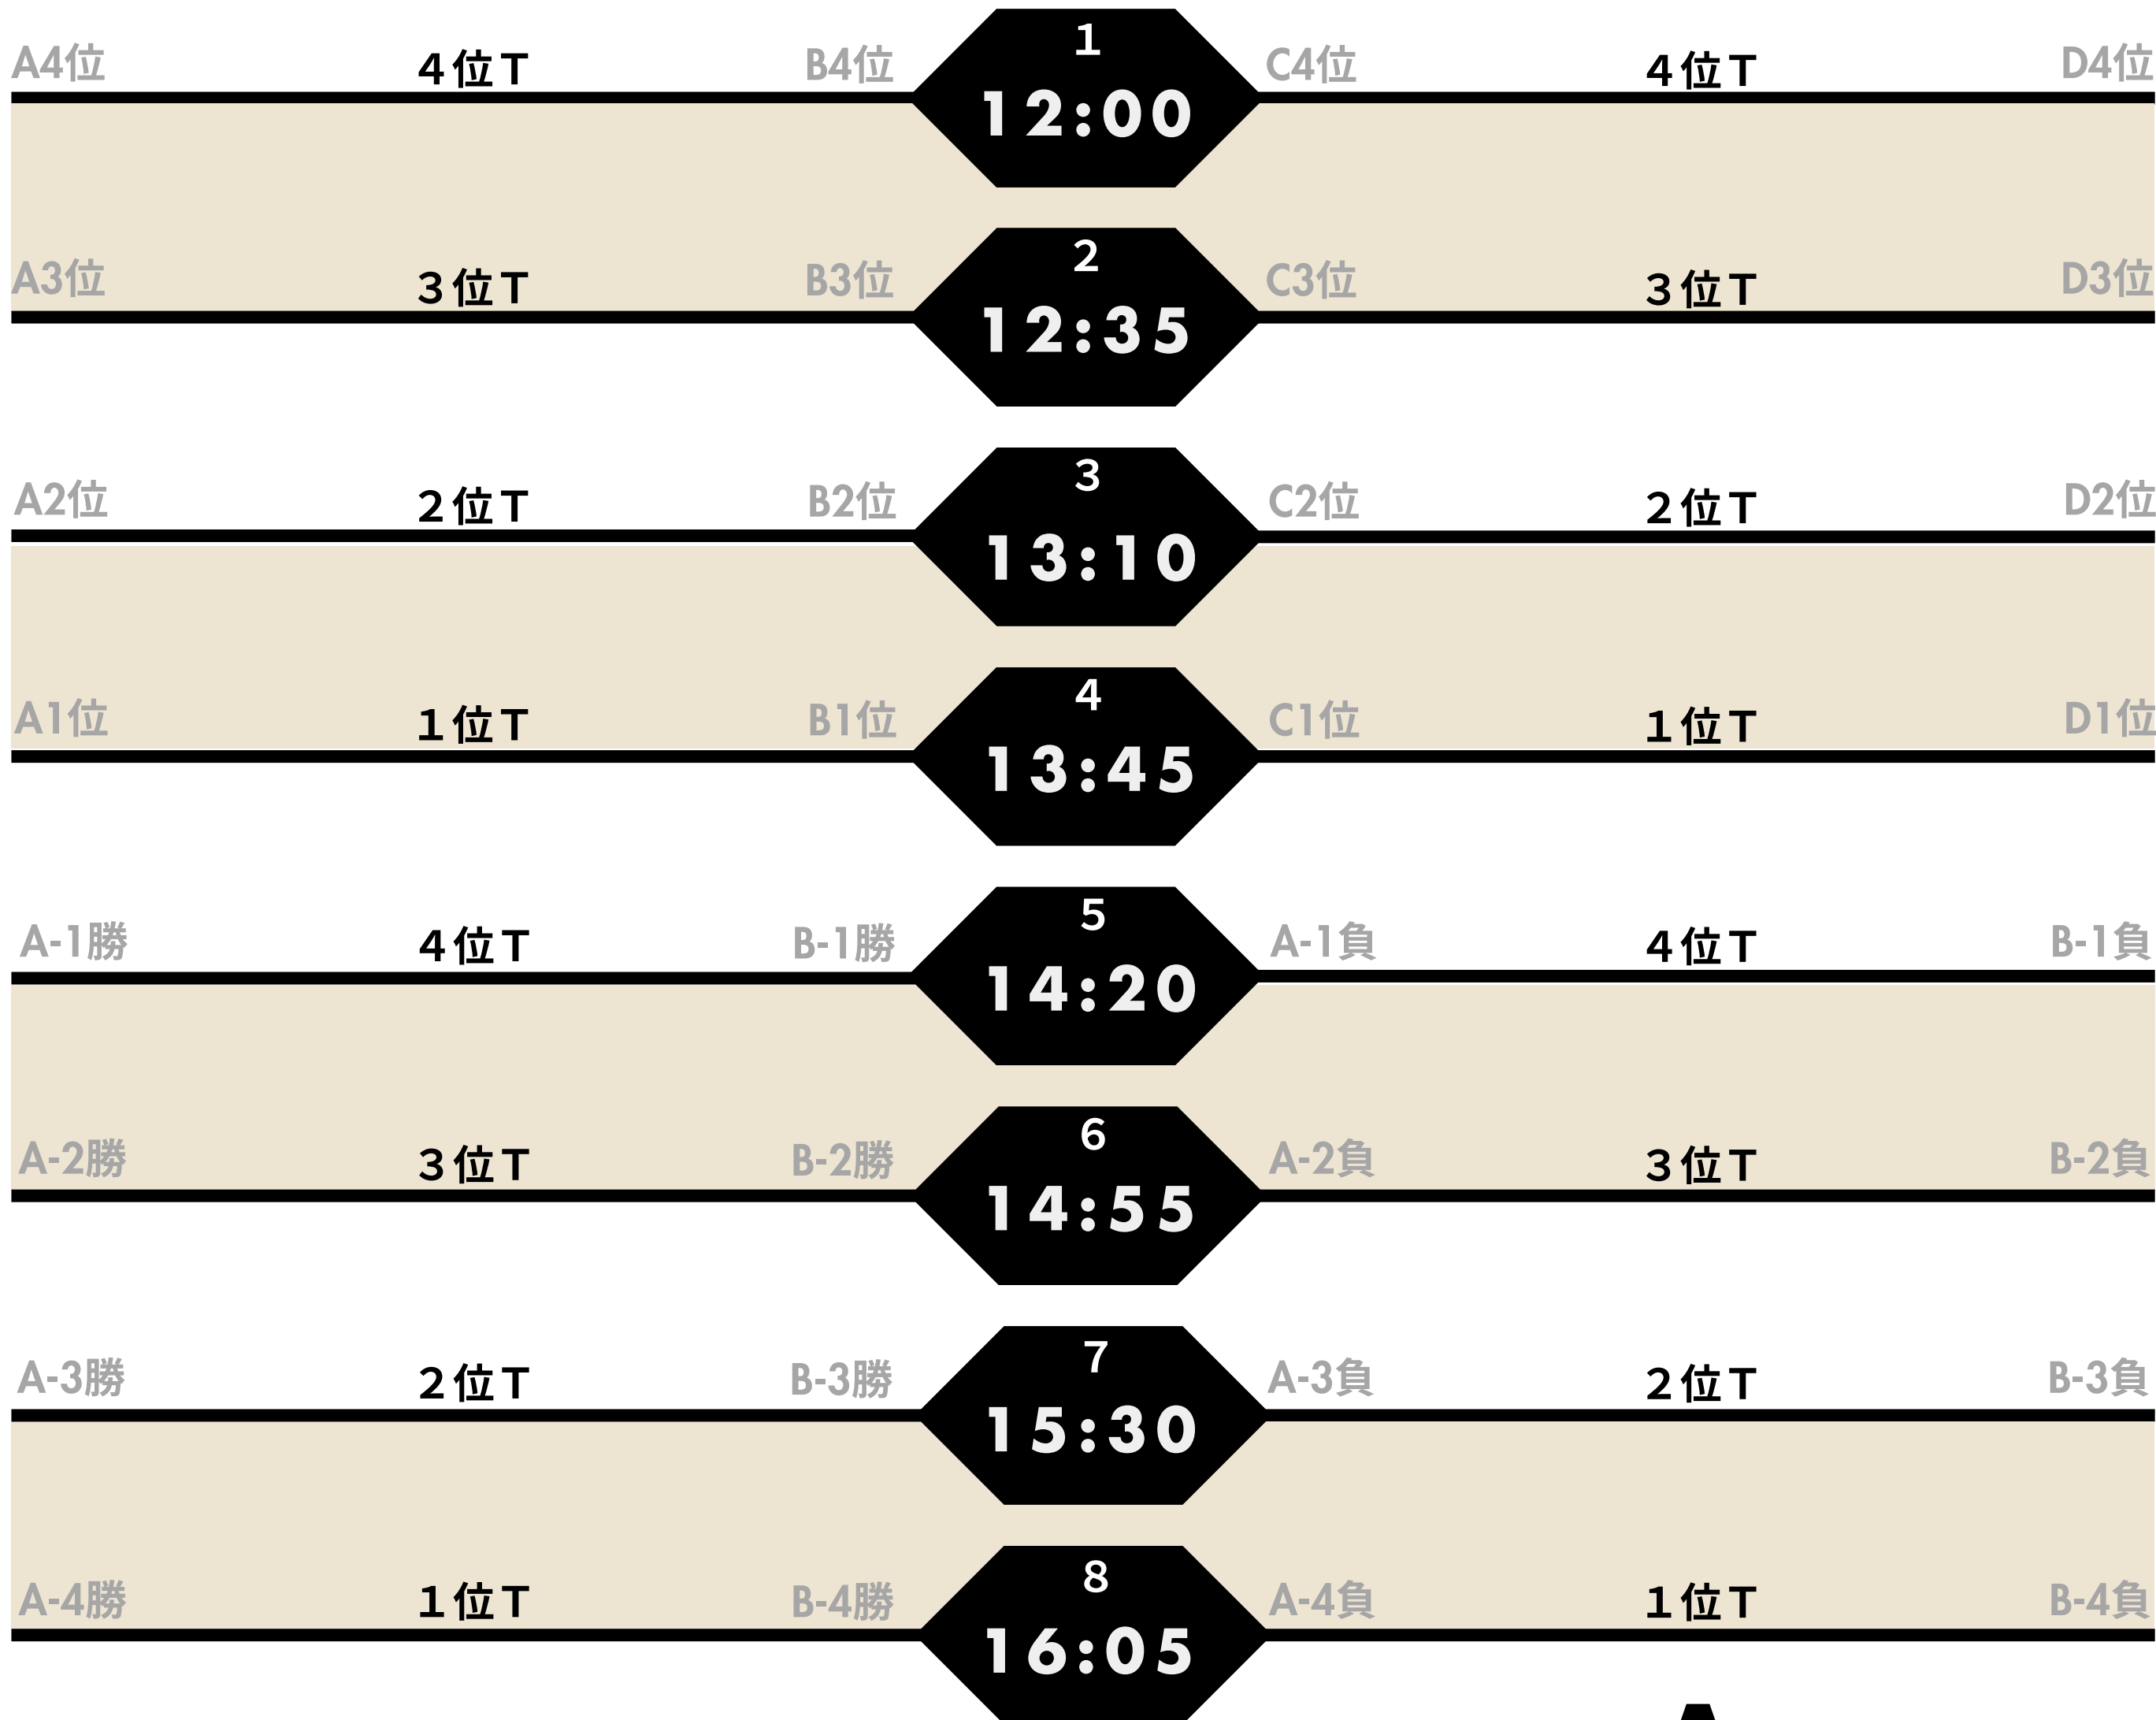 1
A4位 4位T B4位 12:00 C4位 4位T D4位
2
A3位 3位T B3位 12:35 C3位 3位T D3位
3
A2位 2位T B2位 13:10 C2位 2位T D2位
4
A1位 1位T B1位 13:45 C1位 1位T D1位
5
A-1勝 4位T B-1勝 14:20 A-1負 4位T B-1負
6
A-2勝 3位T B-2勝 14:55 A-2負 3位T B-2負
7
A-3勝 2位T B-3勝 15:30 A-3負 2位T B-3負
8
A-4勝 1位T B-4勝 16:05 A-4負 1位T B-4負